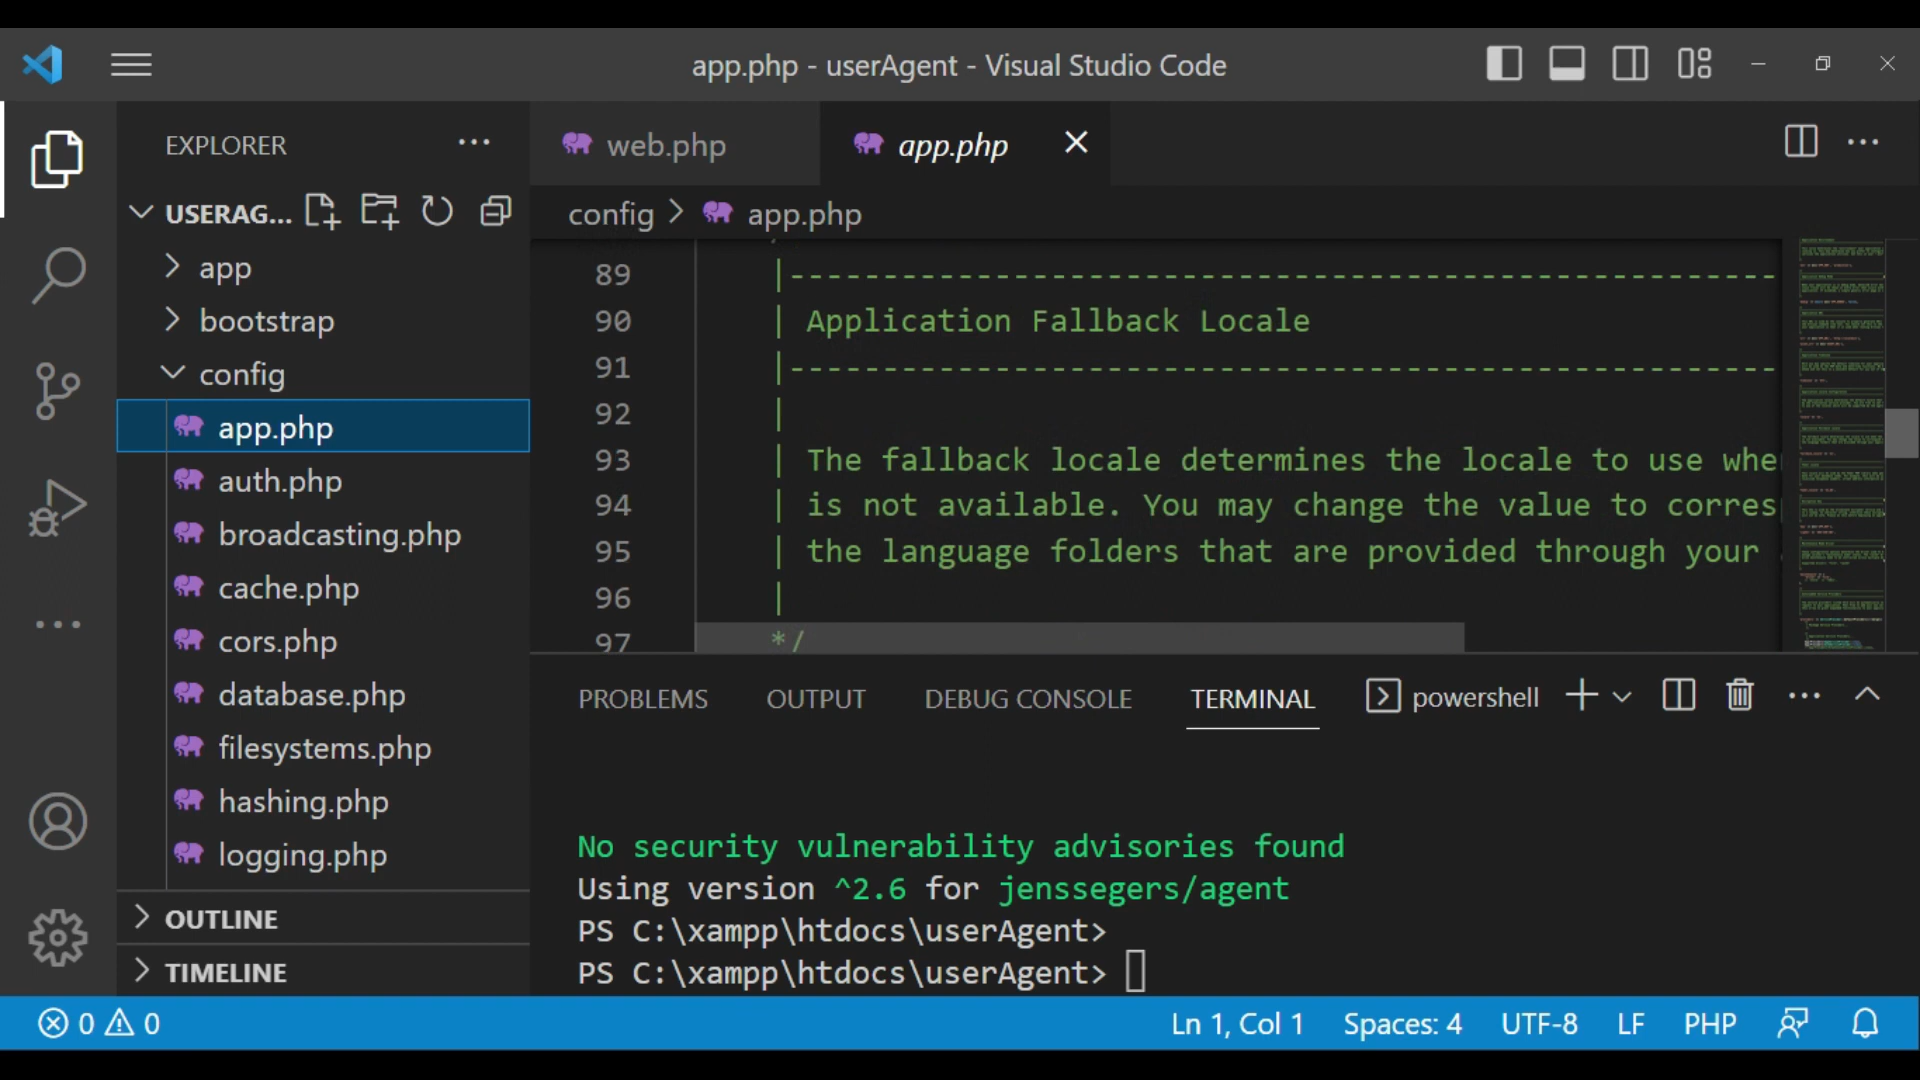 app.php - userAgent - Visual Studio Code
EXPLORER
USERAG...
app
bootstrap
config
app.php
auth.php
broadcasting.php
cache.php
cors.php
database.php
filesystems.php
hashing.php
logging.php
OUTLINE
TIMELINE
web.php
app.php
config > app.php
89 |--------------------------------------------------------------------------
90 | Application Fallback Locale
91 |--------------------------------------------------------------------------
92 |
93 | The fallback locale determines the locale to use whe
94 | is not available. You may change the value to corres
95 | the language folders that are provided through your
96 |
97 */
PROBLEMS OUTPUT DEBUG CONSOLE TERMINAL powershell
No security vulnerability advisories found
Using version ^2.6 for jenssegers/agent
PS C:\xampp\htdocs\userAgent>
PS C:\xampp\htdocs\userAgent>
0 0 Ln 1, Col 1 Spaces: 4 UTF-8 LF PHP